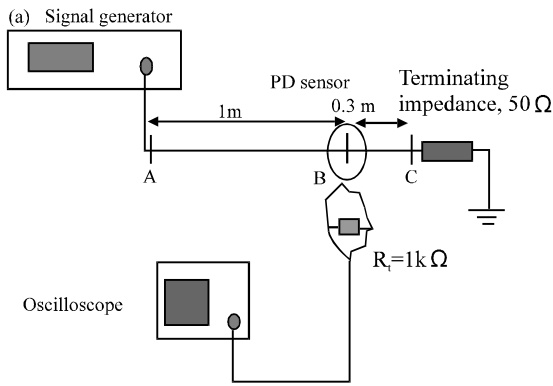 (a) Signal generator
PD sensor
Terminating
impedance, 50 Ω
1m
0.3 m
A
B
C
Rt=1k Ω
Oscilloscope